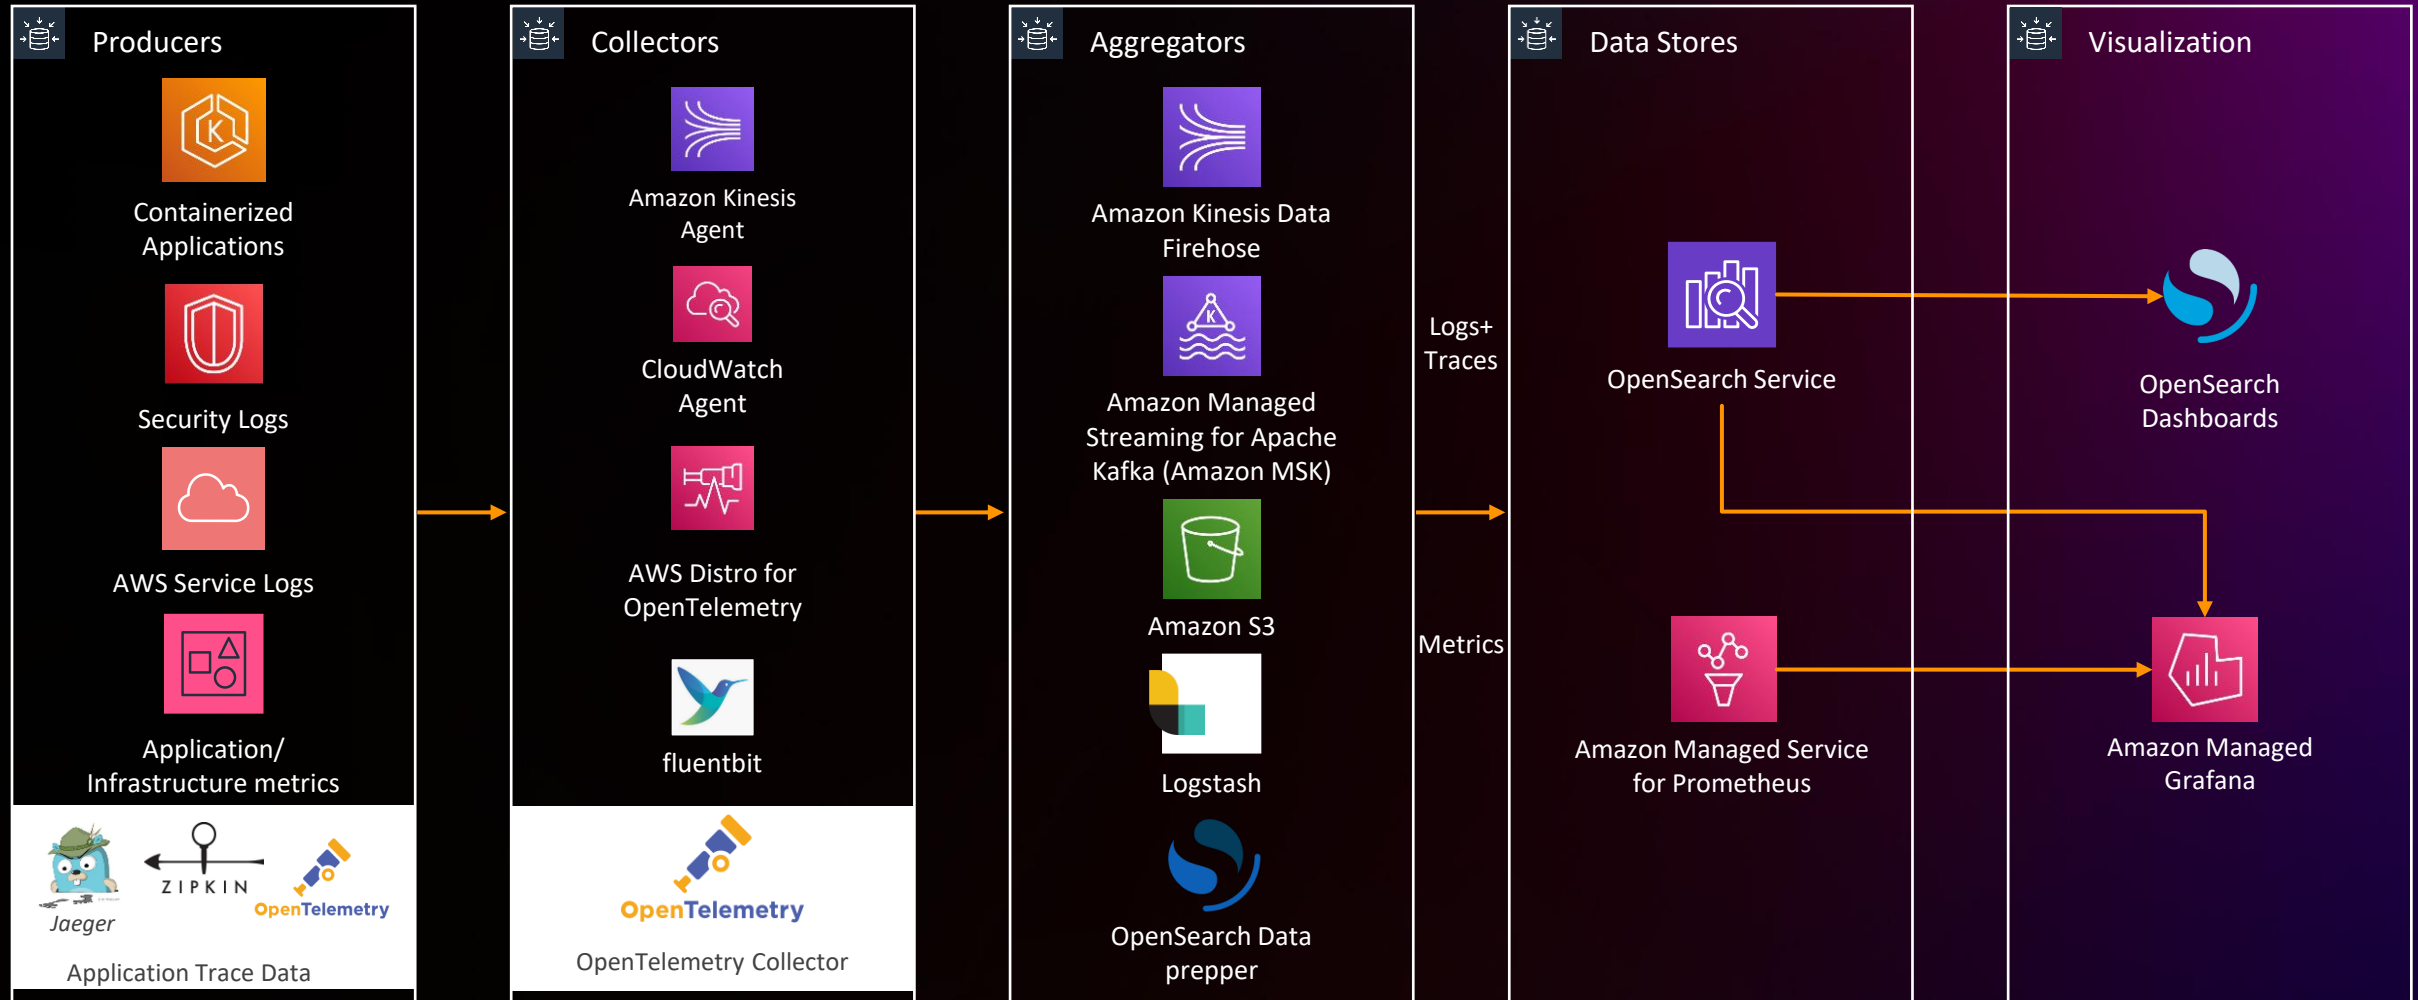 Producers
Containerized
Applications
Security Logs
AWS Service Logs
Application/
Infrastructure metrics
Jaeger
ZIPKIN
OpenTelemetry
Application Trace Data
Collectors
Amazon Kinesis
Agent
CloudWatch
Agent
AWS Distro for
OpenTelemetry
fluentbit
OpenTelemetry
OpenTelemetry Collector
Aggregators
Amazon Kinesis Data
Firehose
K
Amazon Managed
Streaming for Apache
Kafka (Amazon MSK)
Amazon S3
Logstash
OpenSearch Data
prepper
Logs+
Traces
Metrics
Data Stores
OpenSearch Service
Amazon Managed Service
for Prometheus
Visualization
OpenSearch
Dashboards
Amazon Managed
Grafana